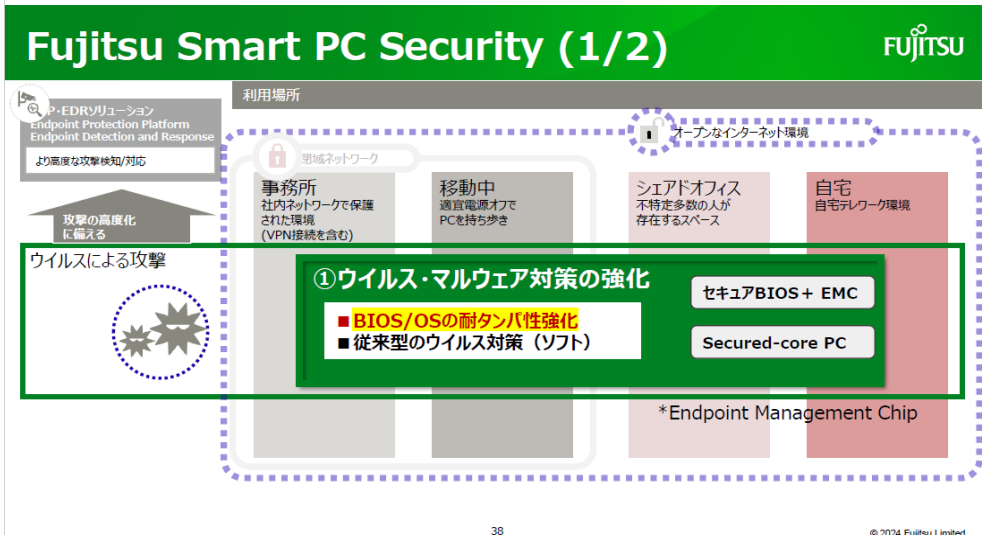 Fujitsu Smart PC Security (1/2)
FUJITSU
利用場所
P・EDRソリューション
Endpoint Protection Platform
Endpoint Detection and Response
より高度な攻撃検知/対応
オープンなインターネット環境
閉域ネットワーク
事務所
社内ネットワークで保護
された環境
(VPN接続を含む)
移動中
適宜電源オフで
PCを持ち歩き
シェアドオフィス
不特定多数の人が
存在するスペース
自宅
自宅テレワーク環境
攻撃の高度化
に備える
ウイルスによる攻撃
①ウイルス・マルウェア対策の強化
■BIOS/OSの耐タンパ性強化
■従来型のウイルス対策（ソフト）
セキュアBIOS+ EMC
Secured-core PC
*Endpoint Management Chip
38
© 2024 Fujitsu Limited